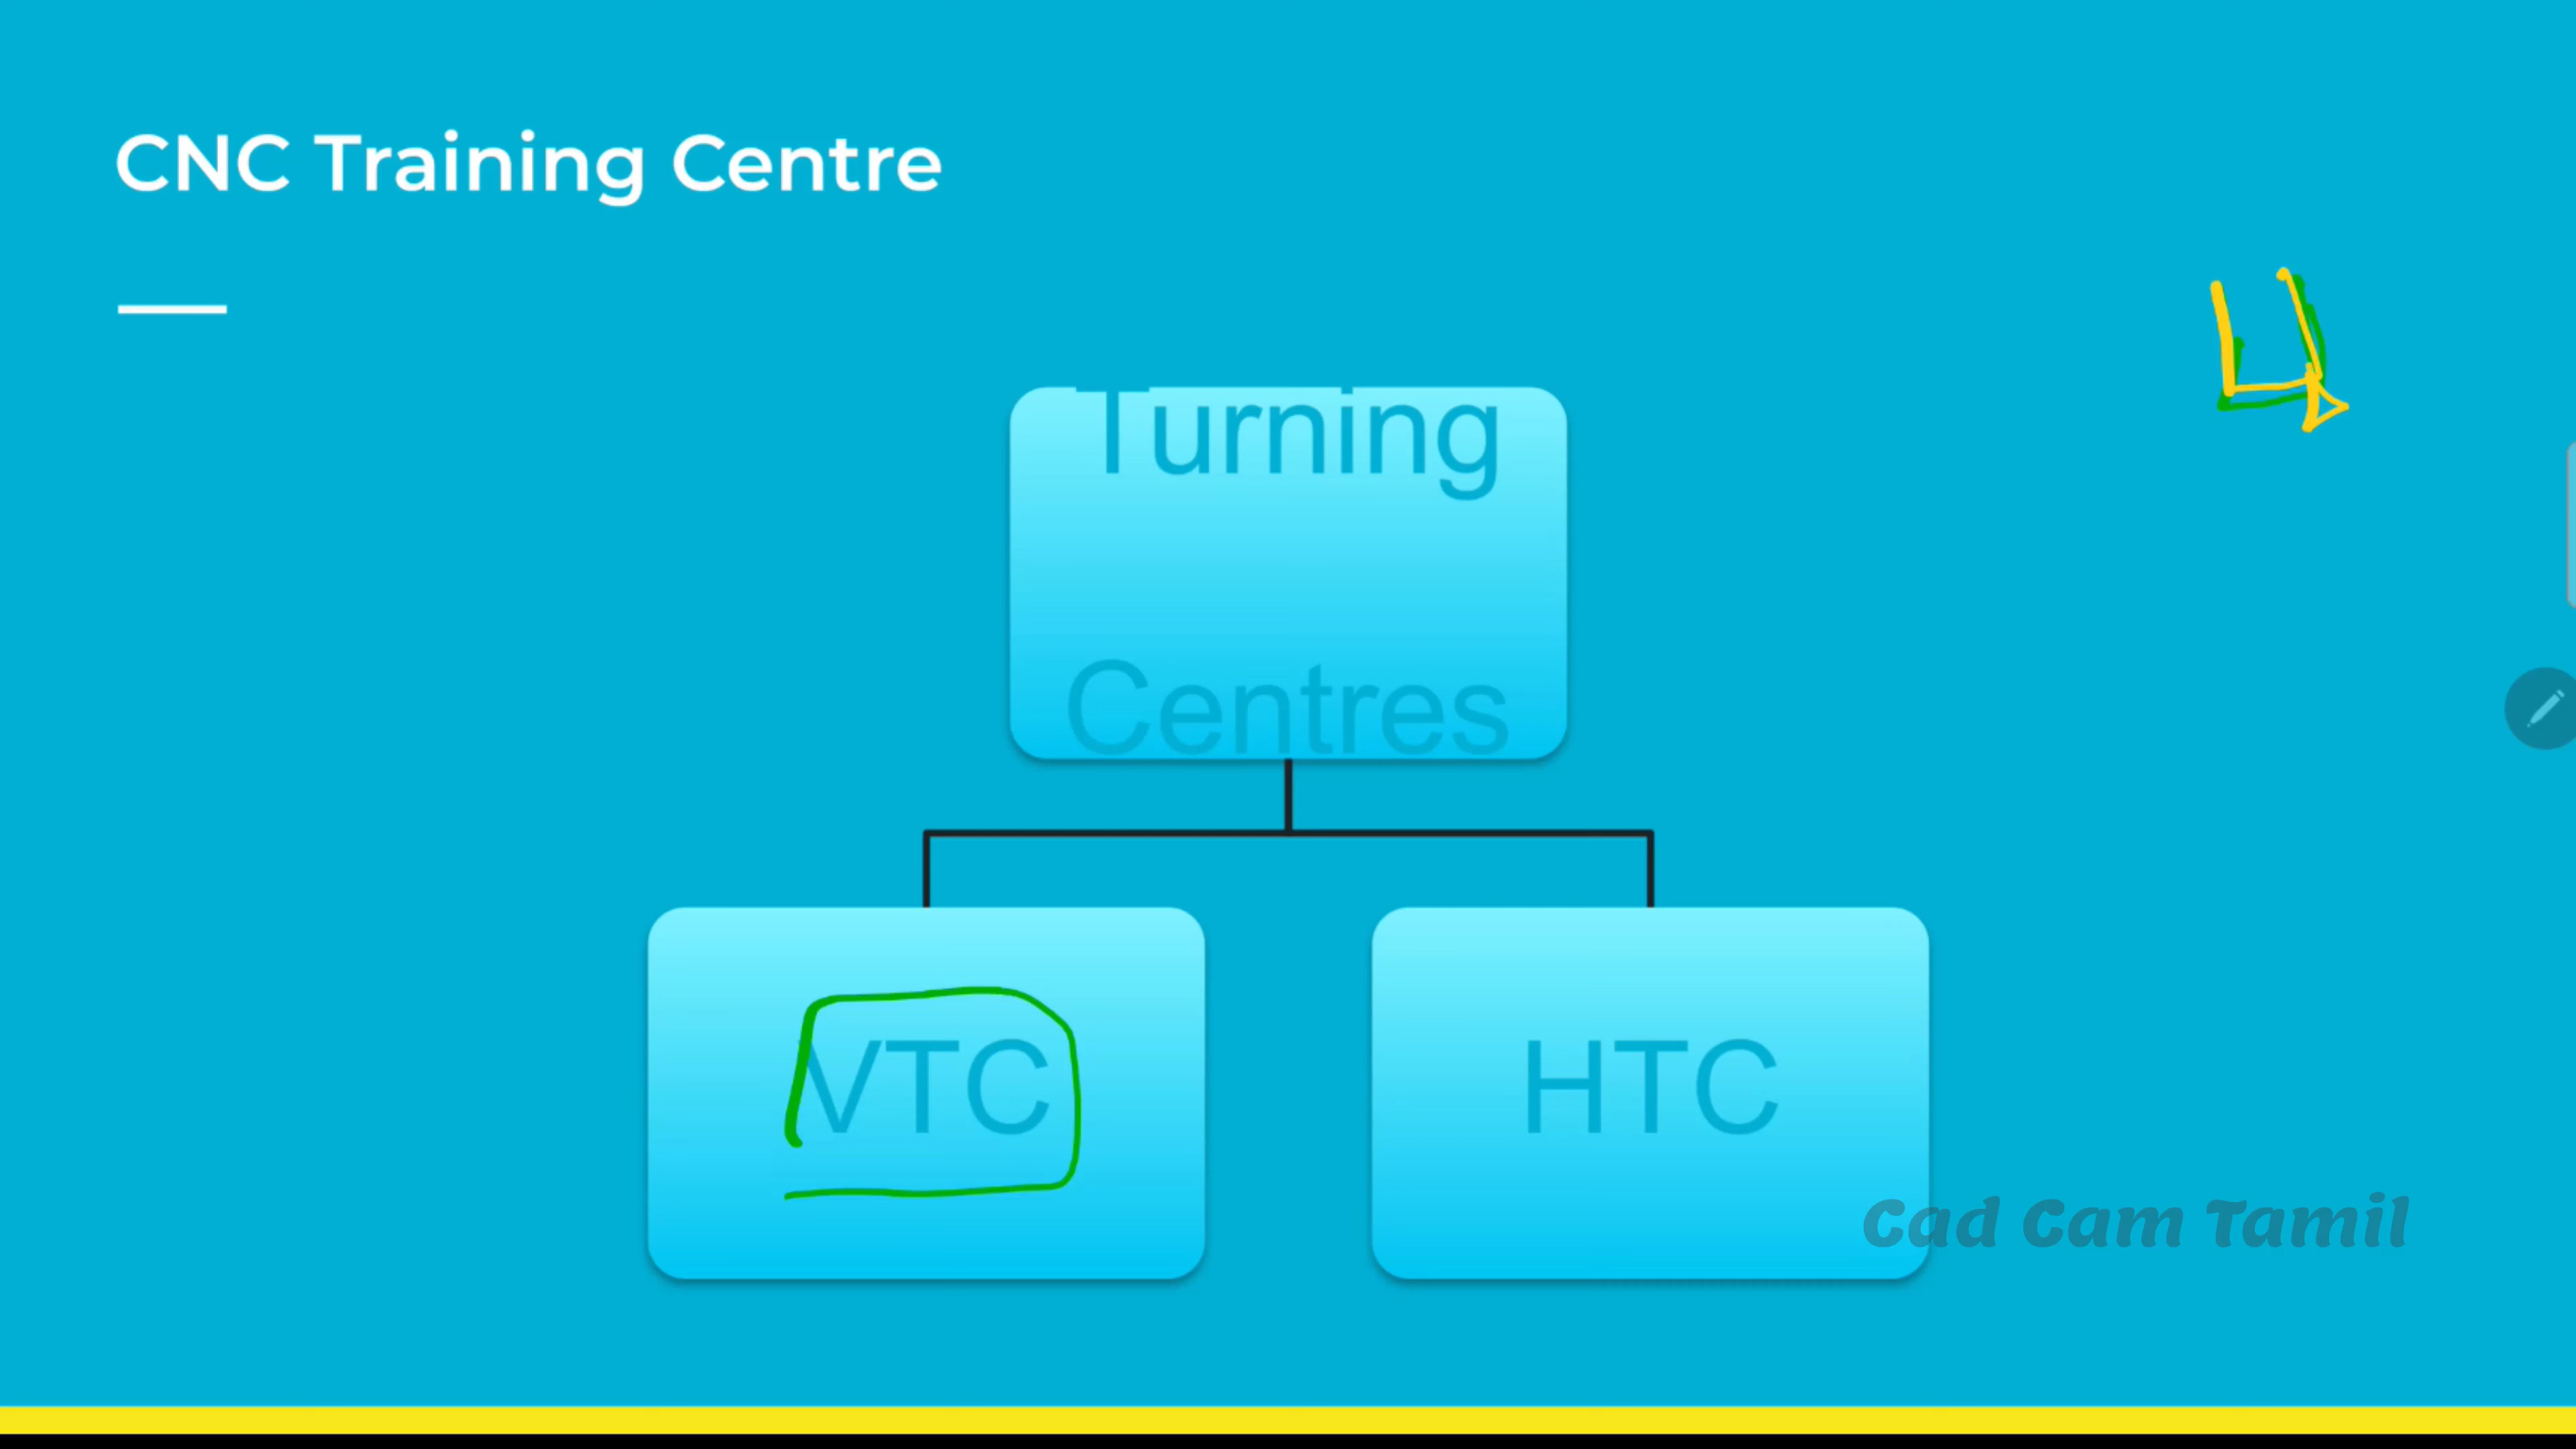 CNC Training Centre
Turning
Centres
VTC
HTC
Cad Cam Tamil